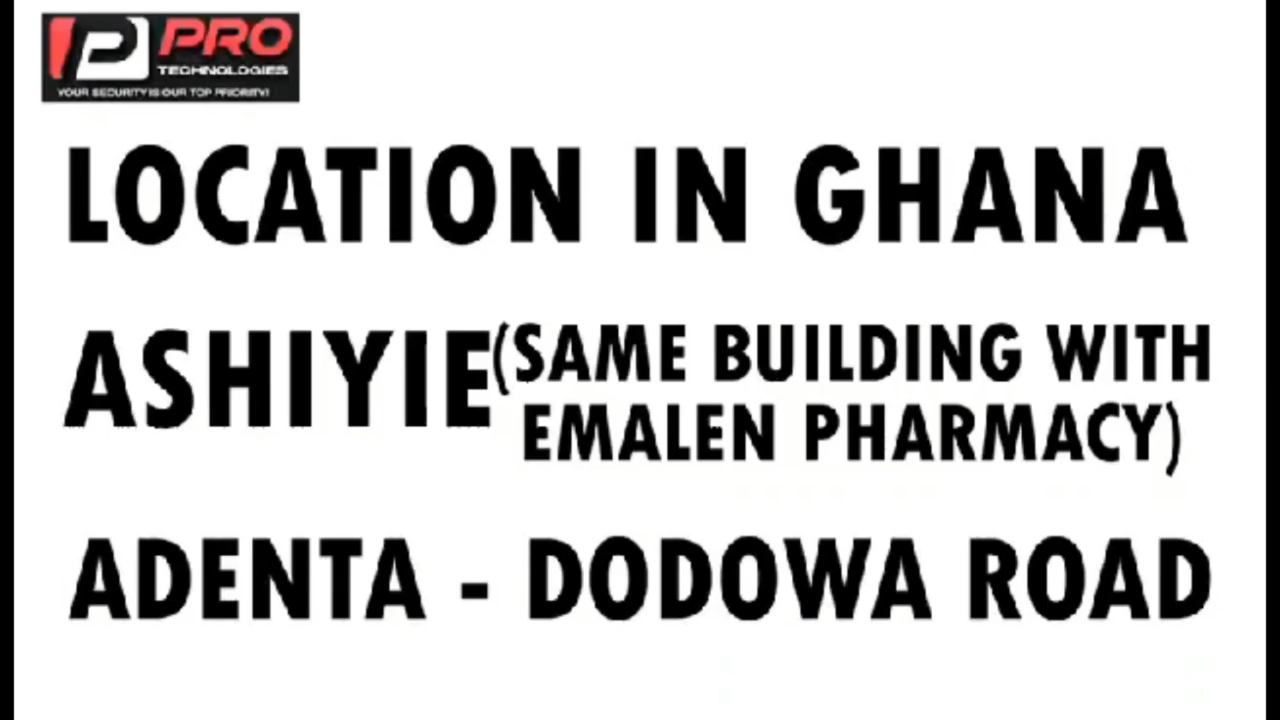 PRO
TECHNOLOGIES
YOUR SECURITY IS OUR TOP PRIORITY!
LOCATION IN GHANA
ASHIYIE (SAME BUILDING WITH
EMALEN PHARMACY)
ADENTA - DODOWA ROAD